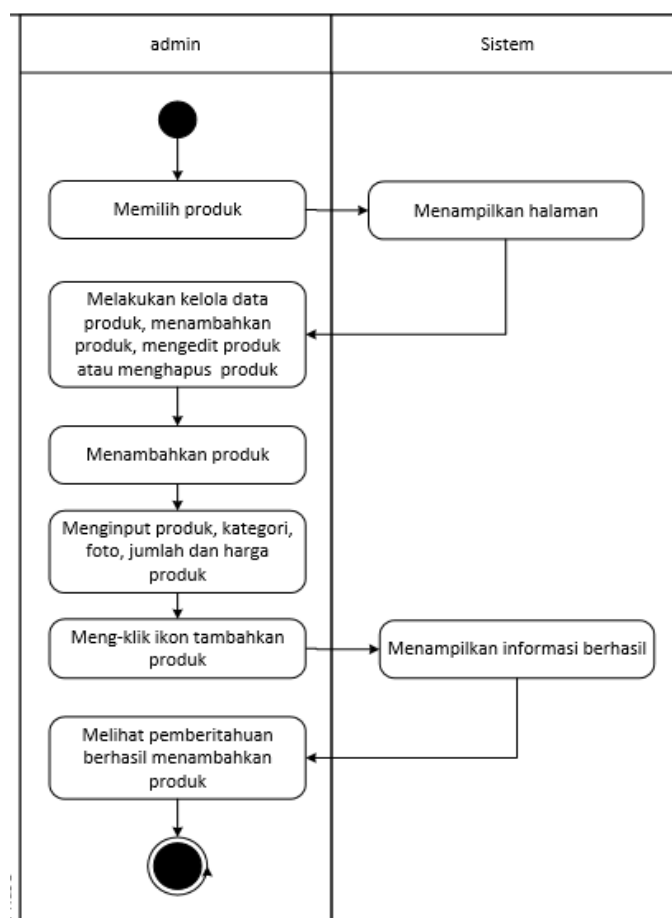 admin
Sistem
Memilih produk
Menampilkan halaman
Melakukan kelola data
produk, menambahkan
produk, mengedit produk
atau menghapus produk
Menambahkan produk
Menginput produk, kategori,
foto, jumlah dan harga
produk
Meng-klik ikon tambahkan
produk
Menampilkan informasi berhasil
Melihat pemberitahuan
berhasil menambahkan
produk